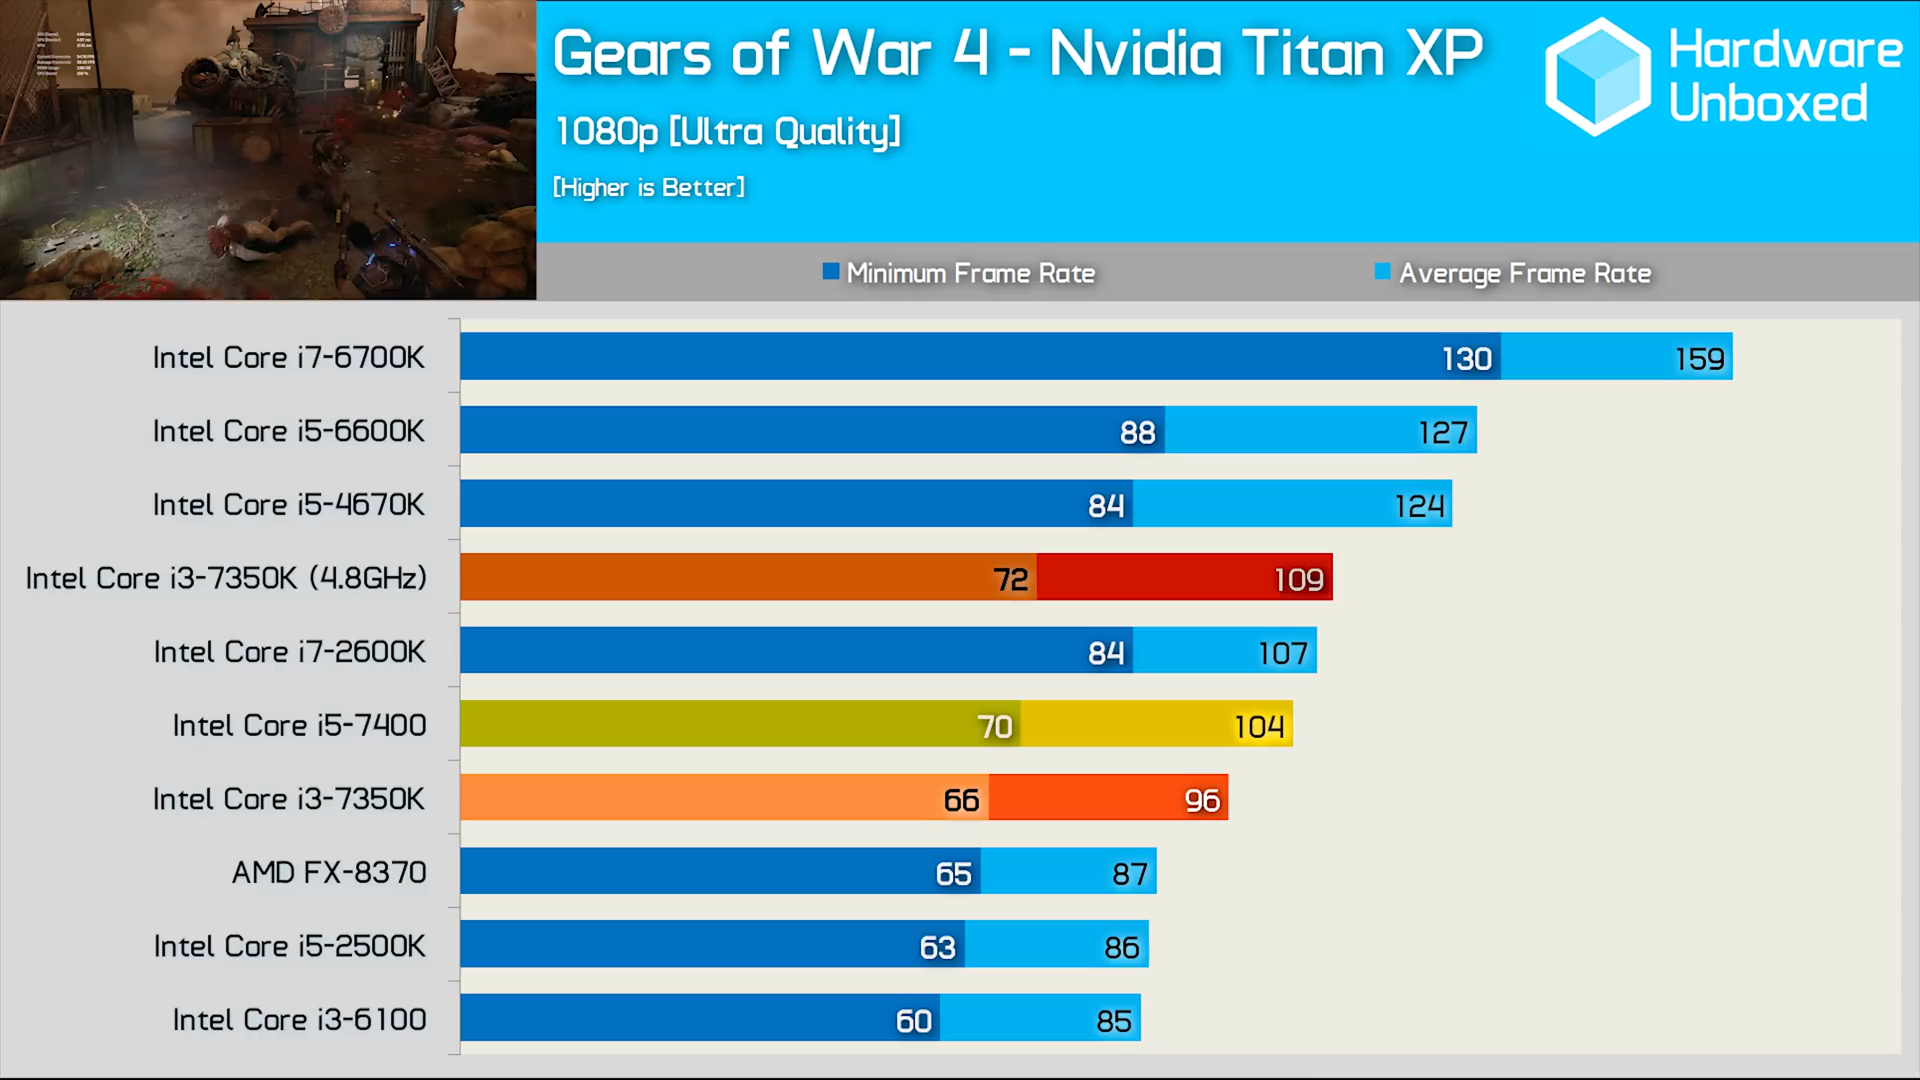 Gears of War 4 - Nvidia Titan XP
1080p [Ultra Quality]
[Higher is Better]
Hardware
Unboxed
Minimum Frame Rate
Average Frame Rate
Intel Core i7-6700K 130 159
Intel Core i5-6600K 88 127
Intel Core i5-4670K 84 124
Intel Core i3-7350K (4.8GHz) 72 109
Intel Core i7-2600K 84 107
Intel Core i5-7400 70 104
Intel Core i3-7350K 66 96
AMD FX-8370 65 87
Intel Core i5-2500K 63 86
Intel Core i3-6100 60 85